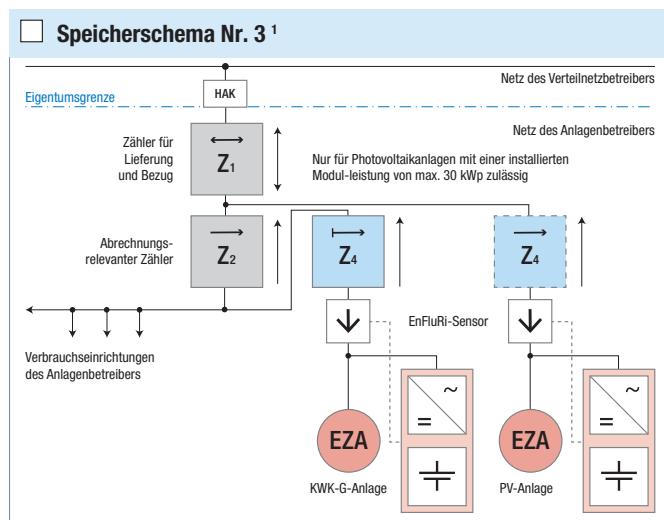 Speicherschema Nr. 3 ¹
Netz des Verteilnetzbetreibers
HAK
Eigentumsgrenze
Netz des Anlagenbetreibers
Zähler für
Lieferung
und Bezug
Z1
Nur für Photovoltaikanlagen mit einer installierten
Modul-leistung von max. 30 kWp zulässig
Abrechnungs-
relevanter Zähler
Z2
Z4
Z4
EnFluRi-Sensor
Verbrauchseinrichtungen
des Anlagenbetreibers
~
=
~
=
EZA
EZA
KWK-G-Anlage
PV-Anlage